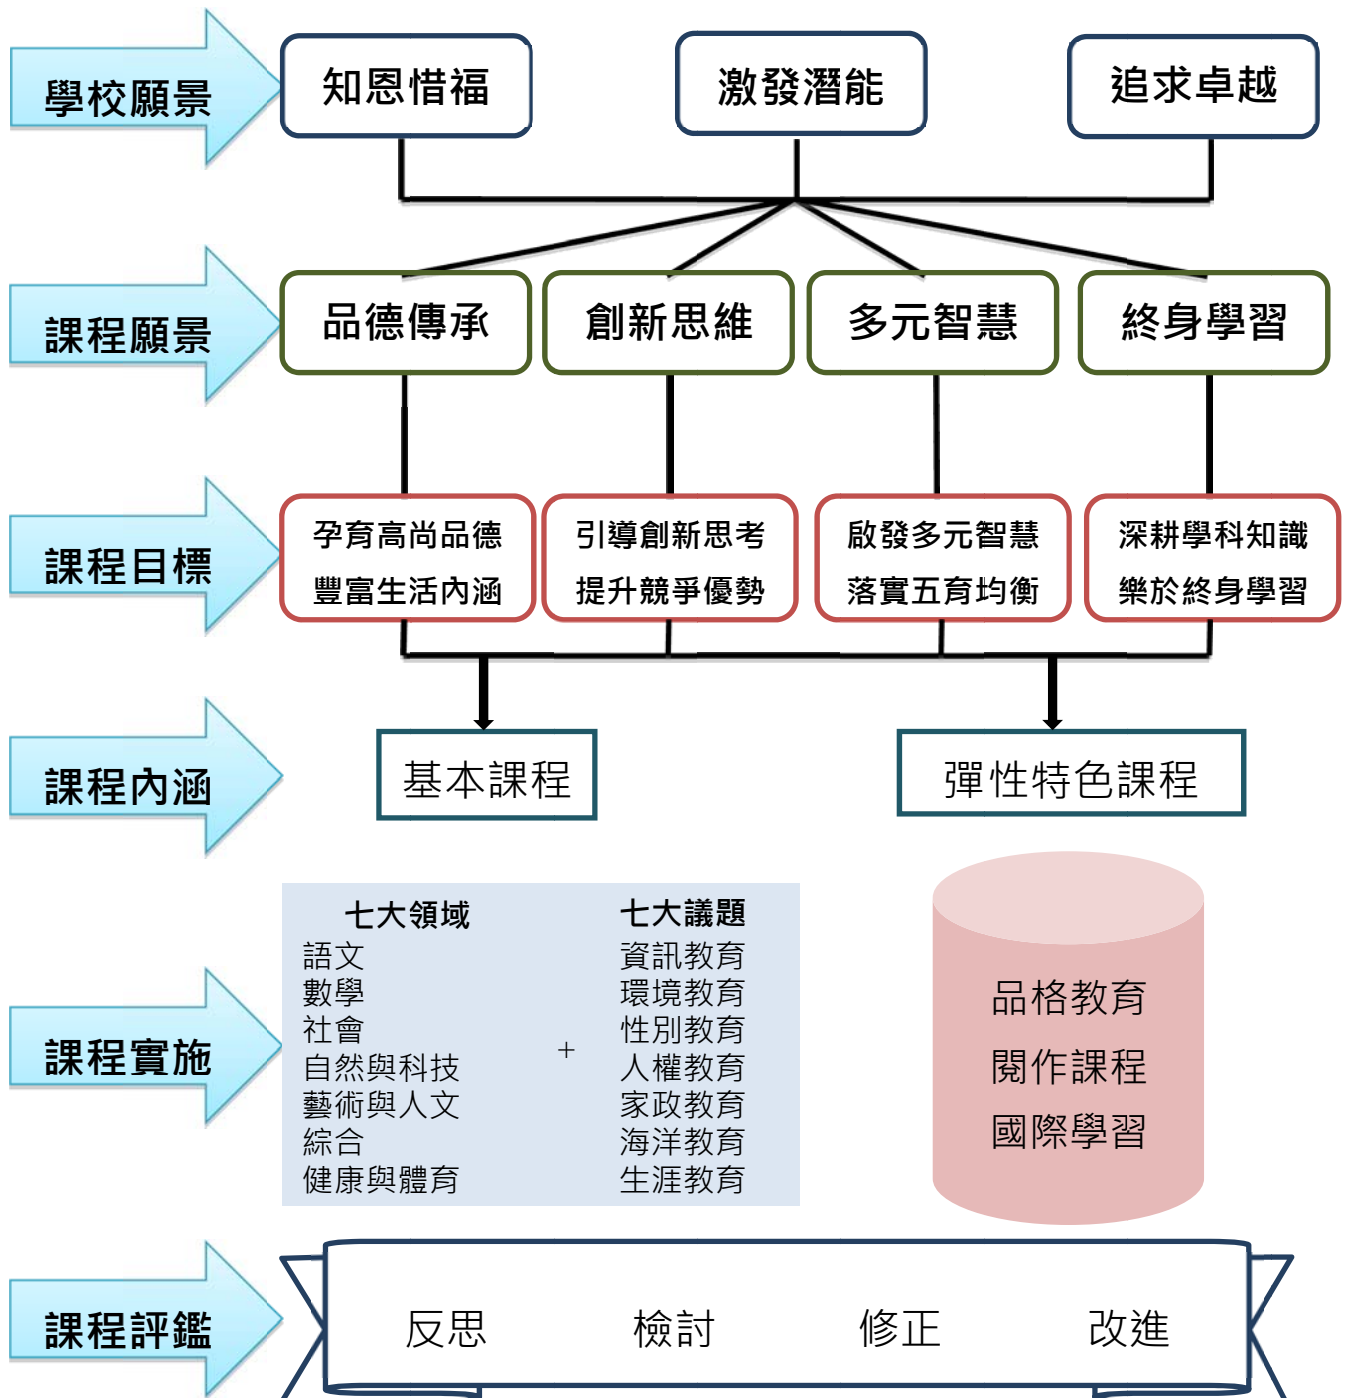 學校願景
知恩惜福
激發潛能
追求卓越
課程願景
品德傳承
創新思維
多元智慧
終身學習
課程目標
孕育高尚品德
豐富生活內涵
引導創新思考
提升競爭優勢
啟發多元智慧
落實五育均衡
深耕學科知識
樂於終身學習
課程內涵
基本課程
彈性特色課程
課程實施
七大領域
語文
數學
社會
自然與科技
藝術與人文
綜合
健康與體育
+
七大議題
資訊教育
環境教育
性別教育
人權教育
家政教育
海洋教育
生涯教育
品格教育
閱作課程
國際學習
課程評鑑
反思
檢討
修正
改進